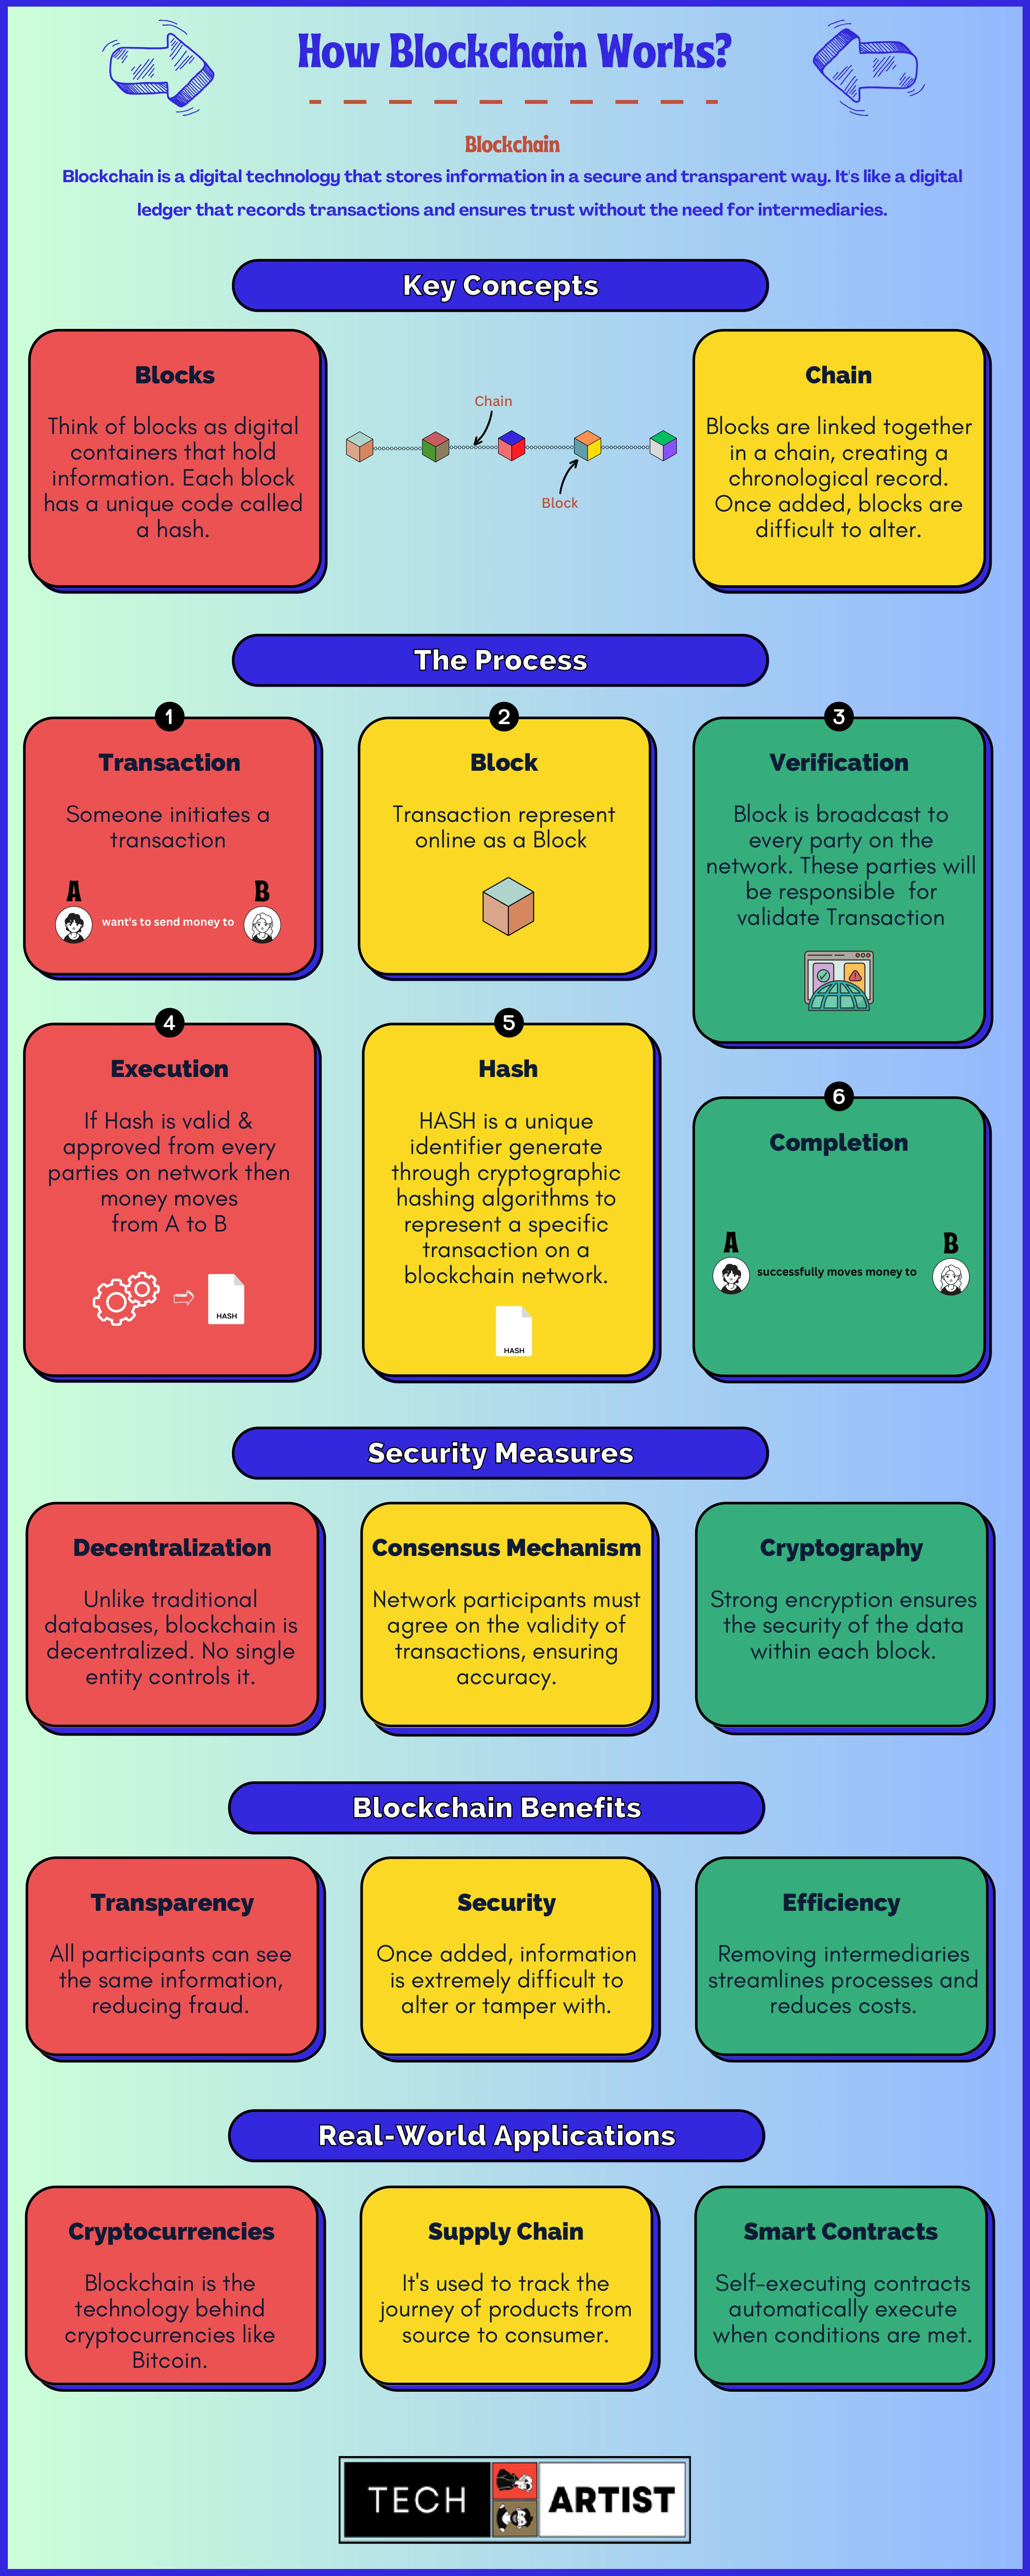 How Blockchain Works?
Blockchain
Blockchain is a digital technology that stores information in a secure and transparent way. It's like a digital
ledger that records transactions and ensures trust without the need for intermediaries.
Key Concepts
Blocks
Think of blocks as digital
containers that hold
information. Each block
has a unique code called
a hash.
Chain
Block
Chain
Blocks are linked together
in a chain, creating a
chronological record.
Once added, blocks are
difficult to alter.
The Process
1
Transaction
Someone initiates a
transaction
A
B
want's to send money to
2
Block
Transaction represent
online as a Block
3
Verification
Block is broadcast to
every party on the
network. These parties will
be responsible for
validate Transaction
4
Execution
If Hash is valid &
approved from every
parties on network then
money moves
from A to B
HASH
5
Hash
HASH is a unique
identifier generate
through cryptographic
hashing algorithms to
represent a specific
transaction on a
blockchain network.
HASH
6
Completion
A
B
successfully moves money to
Security Measures
Decentralization
Unlike traditional
databases, blockchain is
decentralized. No single
entity controls it.
Consensus Mechanism
Network participants must
agree on the validity of
transactions, ensuring
accuracy.
Cryptography
Strong encryption ensures
the security of the data
within each block.
Blockchain Benefits
Transparency
All participants can see
the same information,
reducing fraud.
Security
Once added, information
is extremely difficult to
alter or tamper with.
Efficiency
Removing intermediaries
streamlines processes and
reduces costs.
Real-World Applications
Cryptocurrencies
Blockchain is the
technology behind
cryptocurrencies like
Bitcoin.
Supply Chain
It's used to track the
journey of products from
source to consumer.
Smart Contracts
Self-executing contracts
automatically execute
when conditions are met.
TECH ARTIST